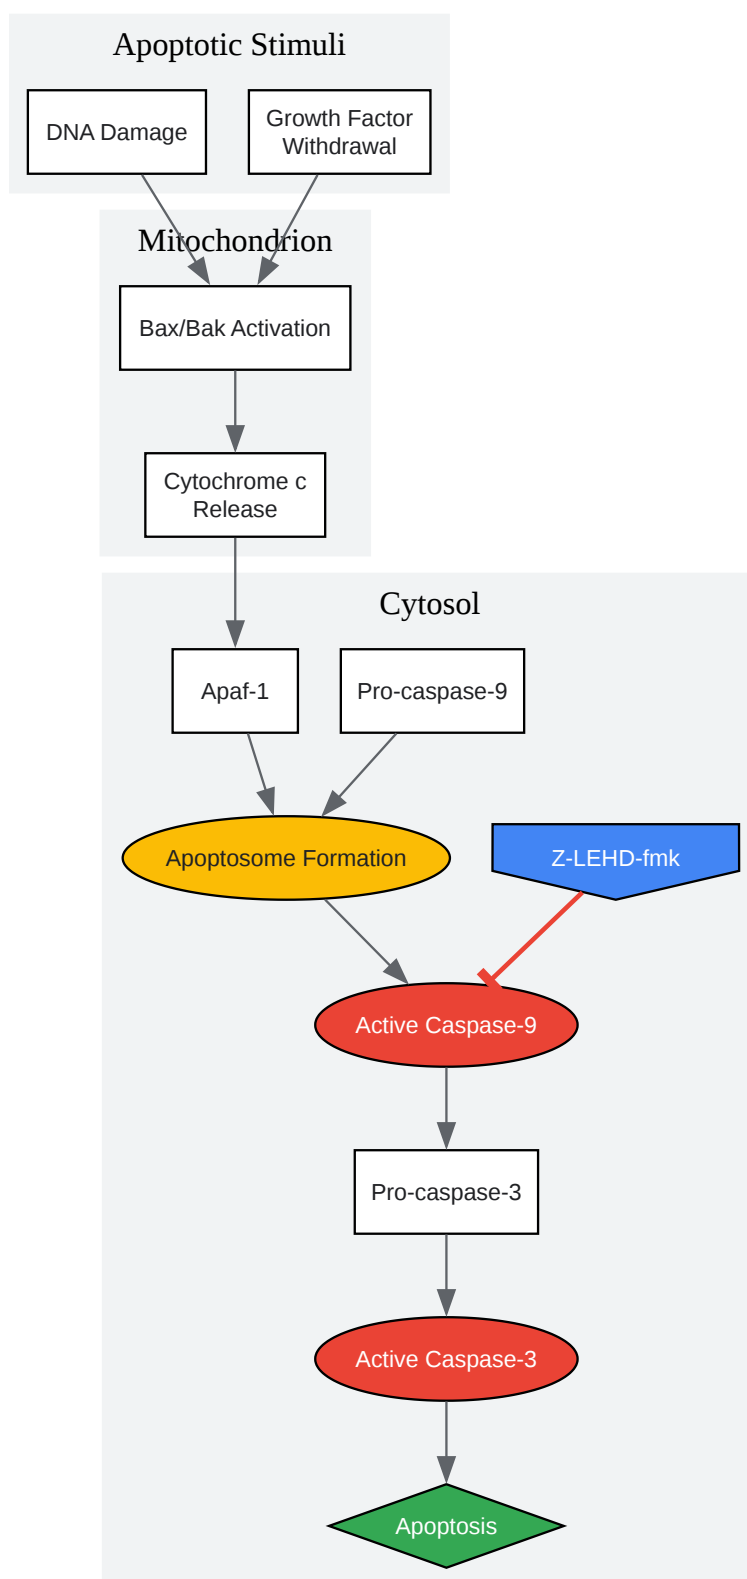 Apoptotic Stimuli
DNA Damage
Growth Factor
Withdrawal
Mitochondrion
Bax/Bak Activation
Cytochrome c
Release
Cytosol
Apaf-1
Pro-caspase-9
Apoptosome Formation
Z-LEHD-fmk
Active Caspase-9
Pro-caspase-3
Active Caspase-3
Apoptosis